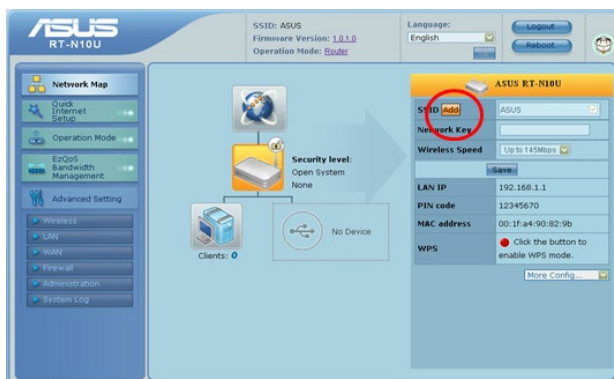 ASUS
RT-N10U
SSID: ASUS
Firmware Version: 1.0.1.0
Operation Mode: Router
Language:
English
Logout
Reboot
Network Map
Quick
Internet
Setup
Operation Mode
EzQoS
Bandwidth
Management
Advanced Setting
Wireless
LAN
WAN
Firewall
Administration
System Log
Security level:
Open System
None
Clients: 0
No Device
ASUS RT-N10U
SSID Add ASUS
Network Key
Wireless Speed Up to 145Mbps
Save
LAN IP 192.168.1.1
PIN code 12345670
MAC address 00:1f:a4:90:82:9b
WPS Click the button to
enable WPS mode.
More Config...